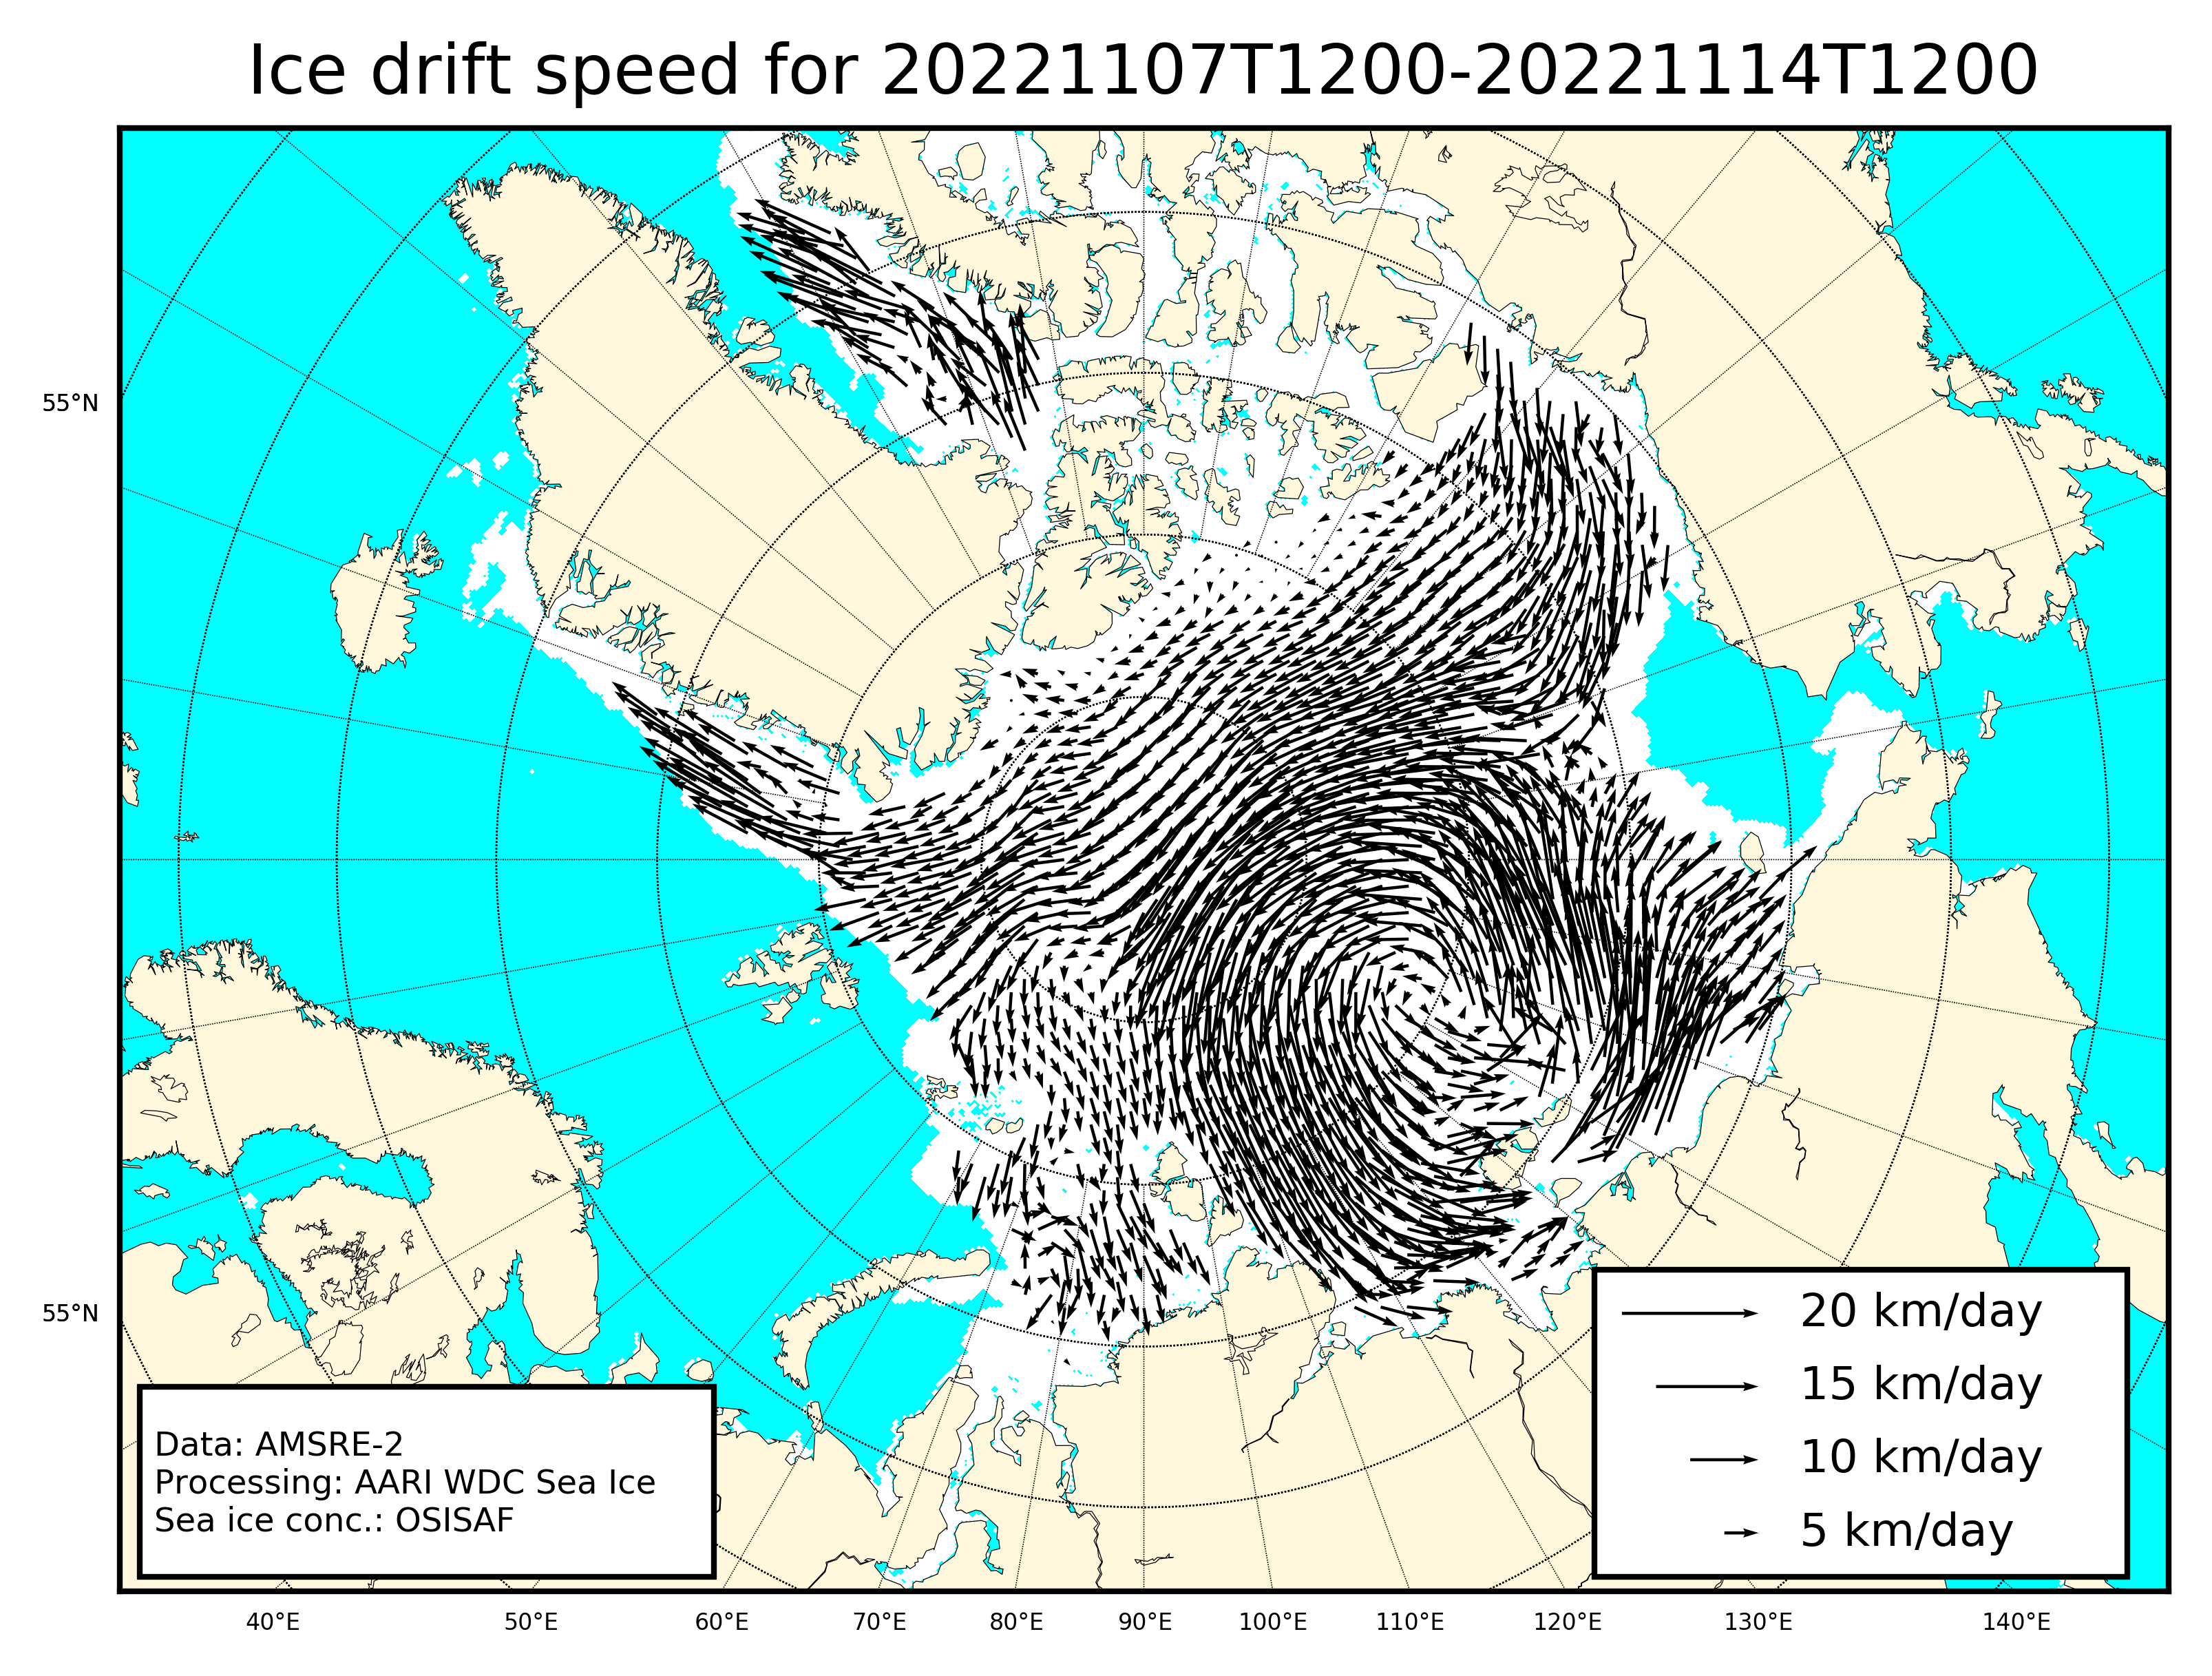 Ice drift speed for 20221107T1200-20221114T1200
55°N
55°N
20 km/day
15 km/day
10 km/day
5 km/day
Data: AMSRE-2
Processing: AARI WDC Sea Ice
Sea ice conc.: OSISAF
40°E 50°E 60°E 70°E 80°E 90°E 100°E 110°E 120°E 130°E 140°E